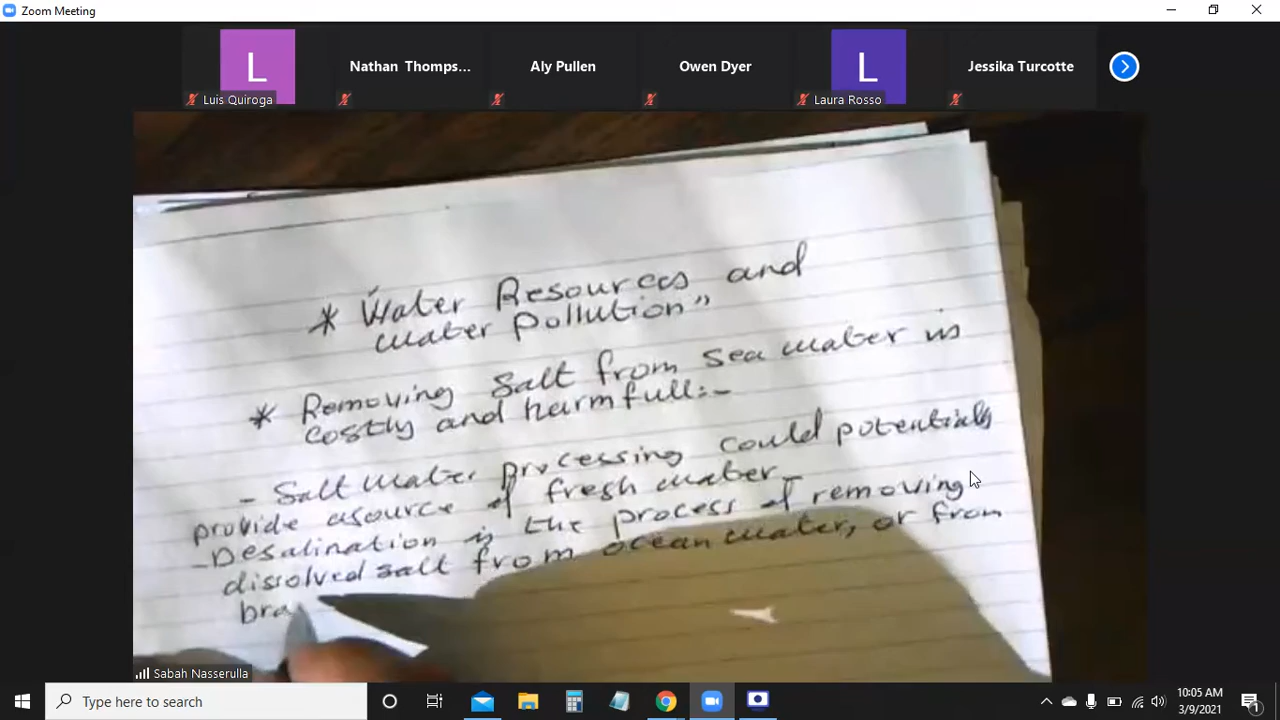 Zoom Meeting
L
Luis Quiroga
Nathan Thomps...
Aly Pullen
Owen Dyer
L
Laura Rosso
Jessika Turcotte
* "Water Resources and
water Pollution"
* Removing Salt from sea water is
costly and harmfull:-
- Salt water processing could potentially
provide a source of fresh water-
- Desalination is the process of removing
dissolved salt from ocean water, or from
bra
Sabah Nasserulla
Type here to search
10:05 AM
3/9/2021
1